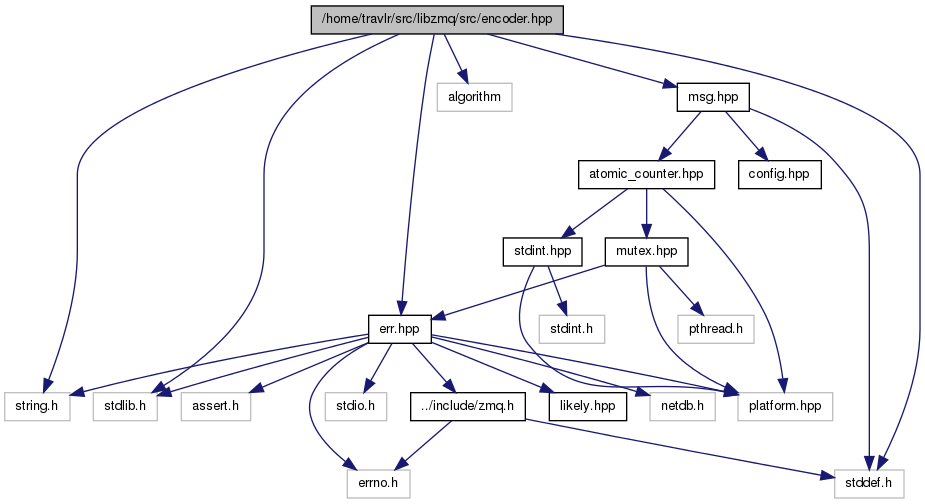 /home/travlr/src/libzmq/src/encoder.hpp
algorithm
msg.hpp
atomic_counter.hpp
config.hpp
stdint.hpp
mutex.hpp
err.hpp
stdint.h
pthread.h
string.h
stdlib.h
assert.h
stdio.h
../include/zmq.h
likely.hpp
netdb.h
platform.hpp
errno.h
stddef.h